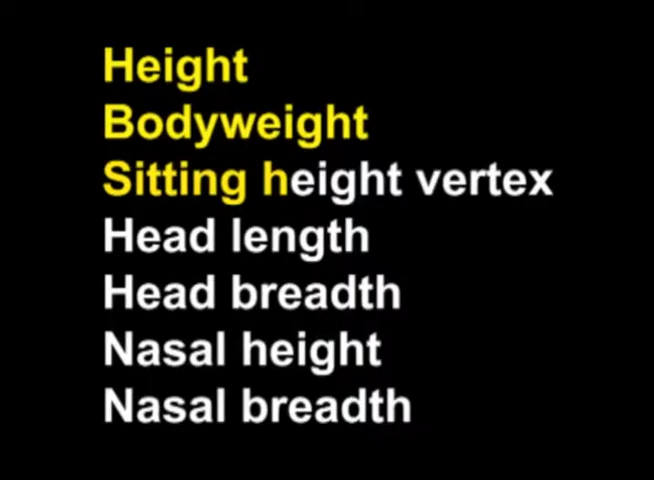 Height
Bodyweight
Sitting height vertex
Head length
Head breadth
Nasal height
Nasal breadth